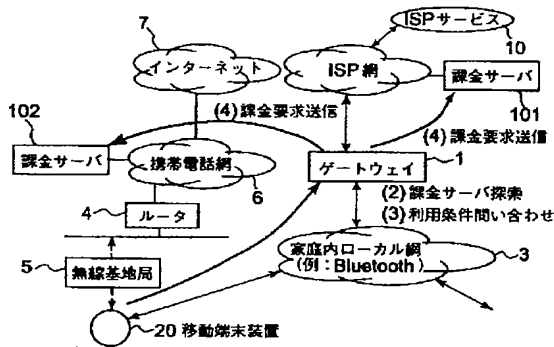 ISPサービス
10
7
インターネット
ISP網
課金サーバ
101
102
(4) 課金要求送信
(4) 課金要求送信
課金サーバ
携帯電話網
6
ゲートウェイ
1
(2) 課金サーバ探索
(3) 利用条件問い合わせ
4
ルータ
5
無線基地局
家庭内ローカル網
(例：Bluetooth)
3
20 移動端末装置